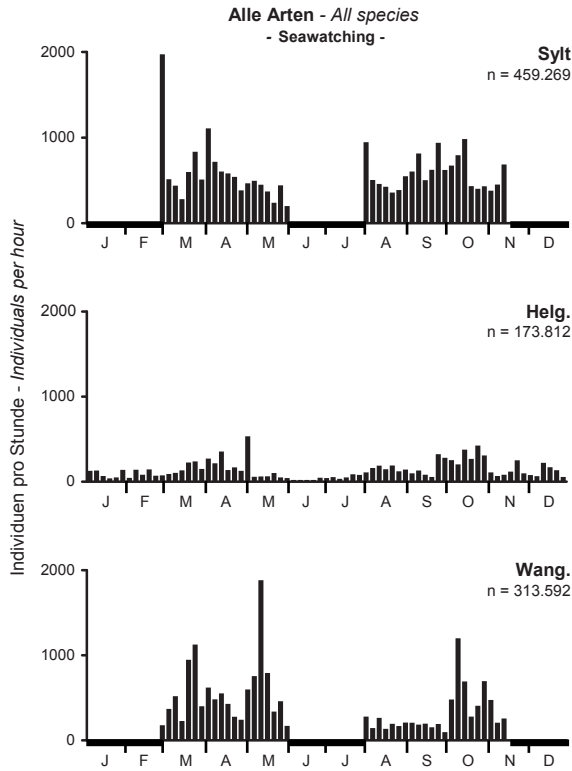 Alle Arten - All species
- Seawatching -
Individuen pro Stunde - Individuals per hour
Sylt
n = 459.269
2000
1000
0
J F M A M J J A S O N D
Helg.
n = 173.812
2000
1000
0
J F M A M J J A S O N D
Wang.
n = 313.592
2000
1000
0
J F M A M J J A S O N D